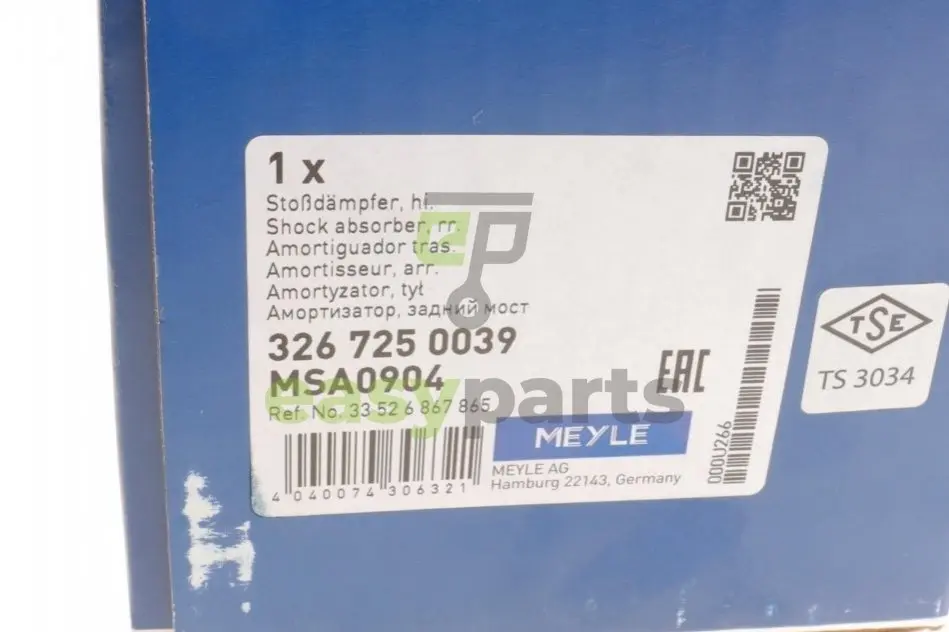 1 x
Stoßdämpfer, hi.
Shock absorber, rr.
Amortiguador tras.
Amortisseur, arr.
Amortyzator, tył
Амортизатор, задний мост
326 725 0039
MSA0904
Ref. No. 33 52 6 867 865
4 040074 306321
EAC
MEYLE
MEYLE AG
Hamburg 22143, Germany
000U266
TSE
TS 3034
easyparts